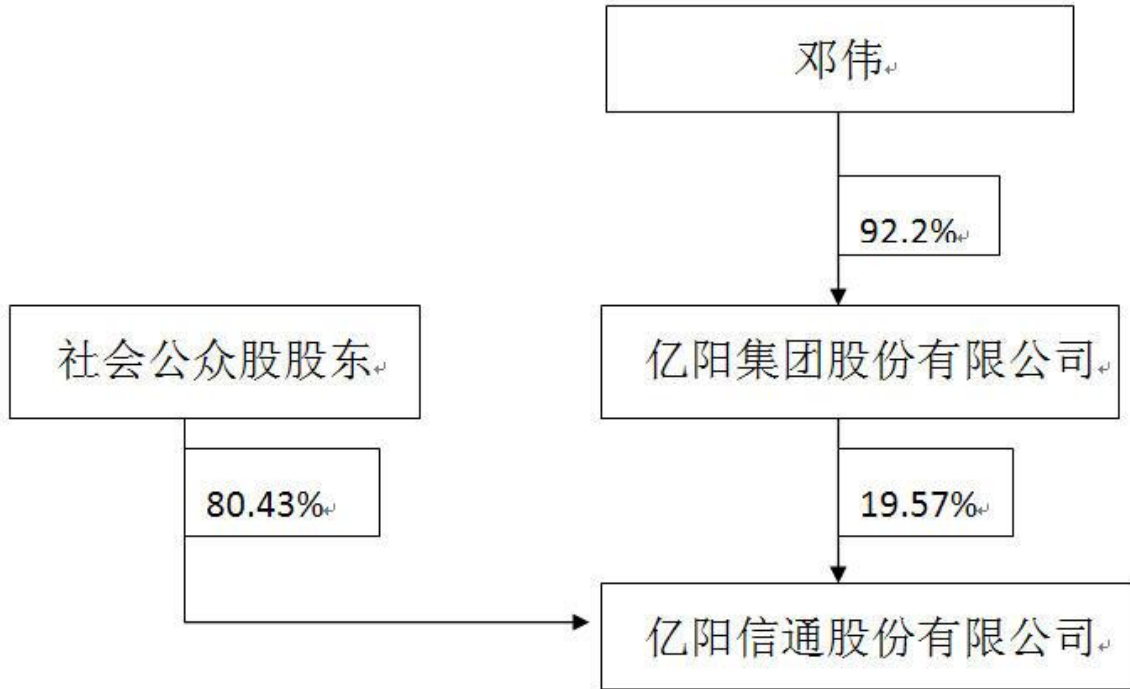 邓伟
92.2%
社会公众股股东
亿阳集团股份有限公司
80.43%
19.57%
亿阳信通股份有限公司